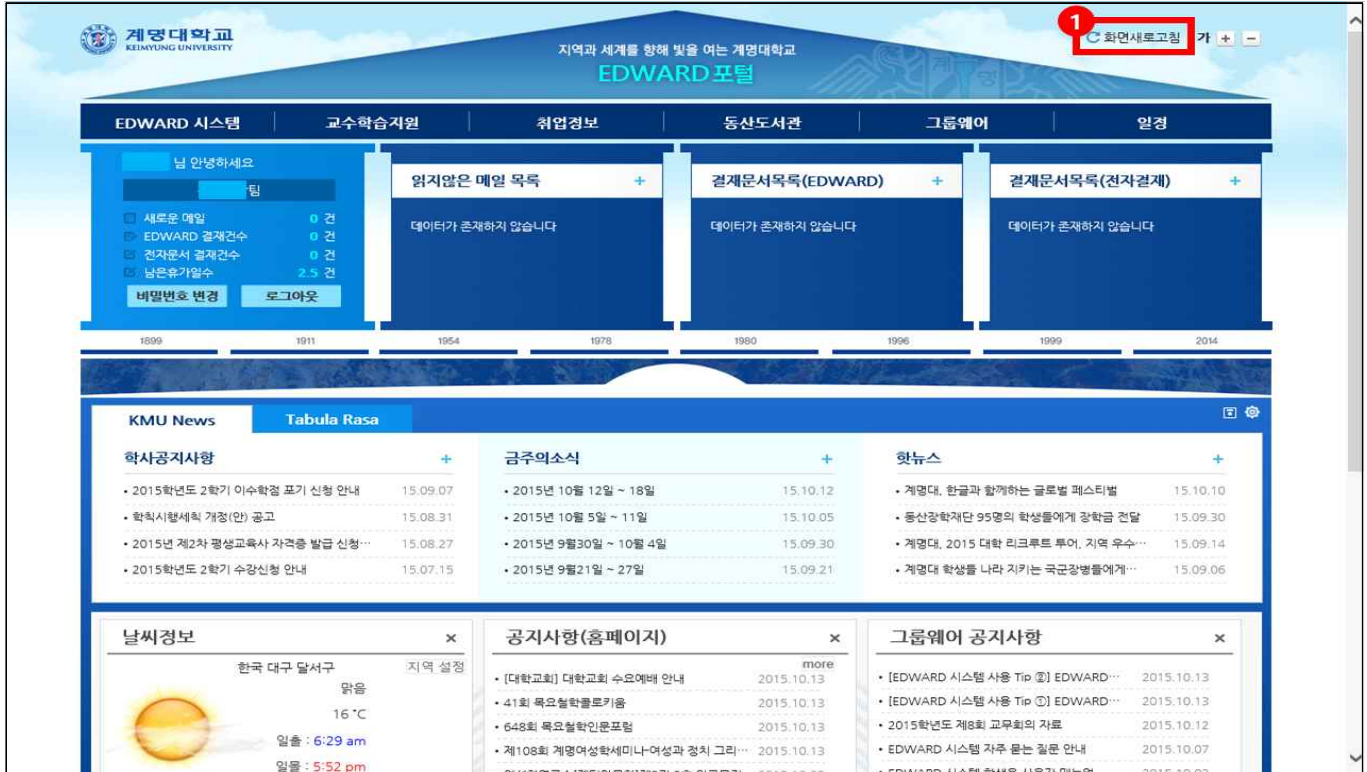 계명대학교
KEIMYUNG UNIVERSITY
지역과 세계를 향해 빛을 여는 계명대학교
EDWARD포털
1
화면새로고침 가 + −
EDWARD 시스템 교수학습지원 취업정보 동산도서관 그룹웨어 일정
님 안녕하세요
팀
새로운 메일 0 건
EDWARD 결재건수 0 건
전자문서 결재건수 0 건
남은휴가일수 2.5 건
비밀번호 변경 로그아웃
읽지않은 메일 목록 +
데이터가 존재하지 않습니다
결재문서목록(EDWARD) +
데이터가 존재하지 않습니다
결재문서목록(전자결재) +
데이터가 존재하지 않습니다
1899 1911 1954 1978 1980 1996 1999 2014
KMU News Tabula Rasa
학사공지사항 +
• 2015학년도 2학기 이수학점 포기 신청 안내 15.09.07
• 학칙시행세칙 개정(안) 공고 15.08.31
• 2015년 제2차 평생교육사 자격증 발급 신청… 15.08.27
• 2015학년도 2학기 수강신청 안내 15.07.15
금주의소식 +
• 2015년 10월 12일 ~ 18일 15.10.12
• 2015년 10월 5일 ~ 11일 15.10.05
• 2015년 9월30일 ~ 10월 4일 15.09.30
• 2015년 9월21일 ~ 27일 15.09.21
핫뉴스 +
• 계명대, 한글과 함께하는 글로벌 페스티벌 15.10.10
• 동산장학재단 95명의 학생들에게 장학금 전달 15.09.30
• 계명대, 2015 대학 리크루트 투어, 지역 우수… 15.09.14
• 계명대 학생들 나라 지키는 국군장병들에게… 15.09.06
날씨정보 ×
한국 대구 달서구 지역 설정
맑음
16 ℃
일출 : 6:29 am
일몰 : 5:52 pm
공지사항(홈페이지) ×
more
• [대학교회] 대학교회 수요예배 안내 2015.10.13
• 41회 목요철학콜로키움 2015.10.13
• 648회 목요철학인문포럼 2015.10.13
• 제108회 계명여성학세미나-여성과 정치 그리… 2015.10.13
그룹웨어 공지사항 ×
• [EDWARD 시스템 사용 Tip ②] EDWARD… 2015.10.13
• [EDWARD 시스템 사용 Tip ①] EDWARD… 2015.10.13
• 2015학년도 제8회 교무회의 자료 2015.10.12
• EDWARD 시스템 자주 묻는 질문 안내 2015.10.07